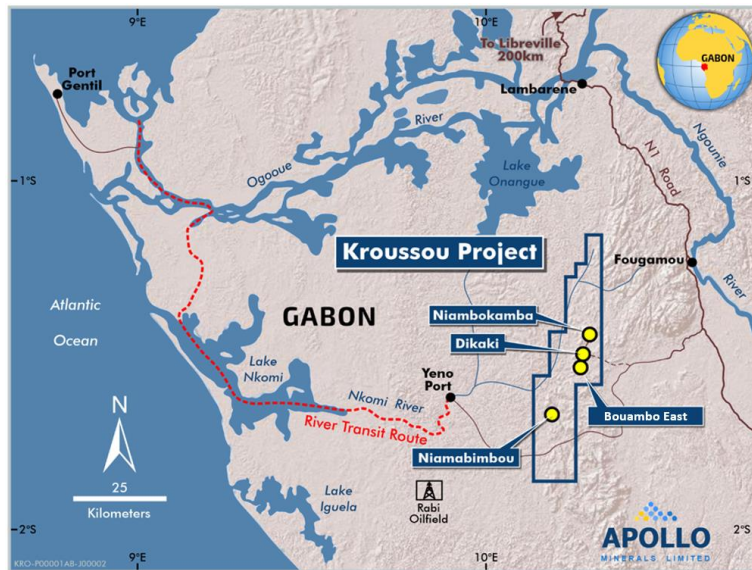 9°E
10°E
To Libreville
200km
GABON
Port
Gentil
Lambarene
Ogooue
River
N1 Road
Ngounie
1°S
1°S
Lake
Onangue
Kroussou Project
Fougamou
River
Atlantic
Ocean
GABON
Niambokamba
Dikaki
Lake
Nkomi
Yeno
Port
Nkomi River
Bouambo East
N
River Transit Route
Niamabimbou
25
Kilometers
Lake
Iguela
Rabi
Oilfield
2°S
2°S
APOLLO
MINERALS LIMITED
KRO-P00001AB-J00002
9°E
10°E